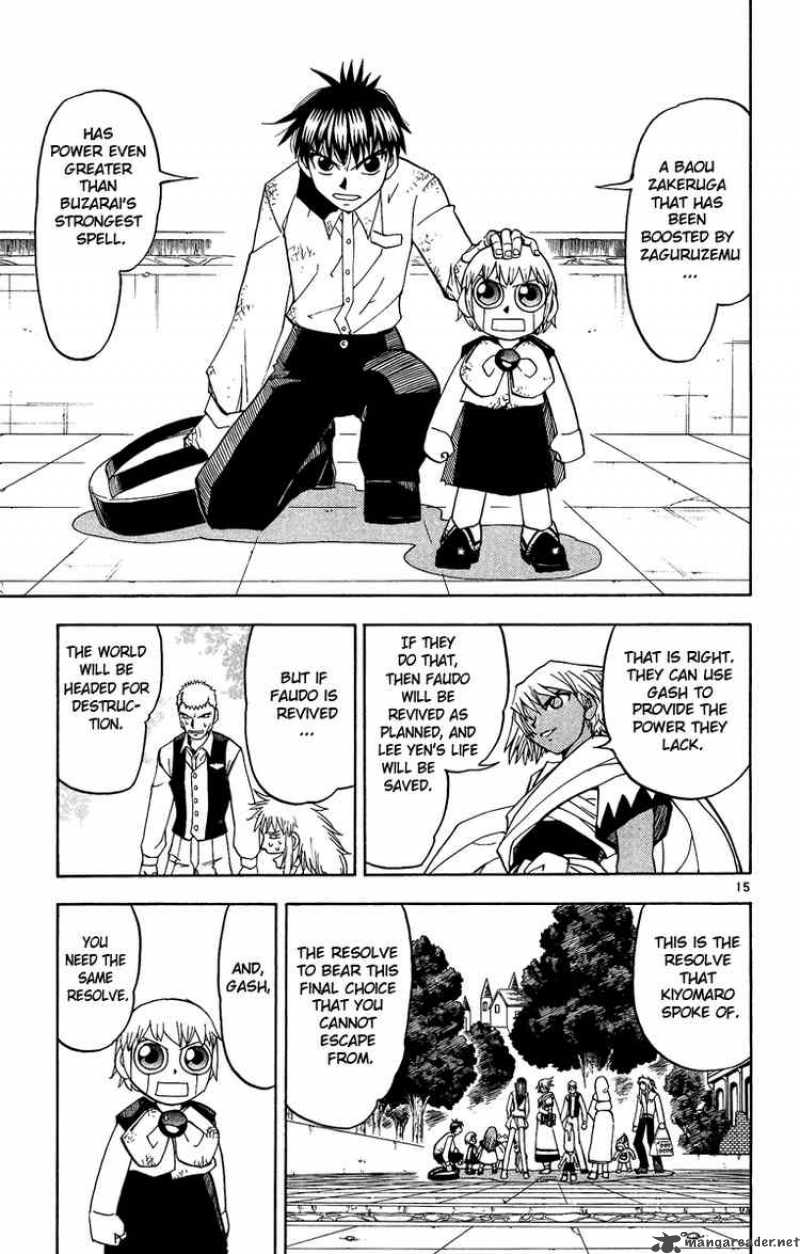 A BAOU
ZAKERUGA
THAT HAS
BEEN
BOOSTED BY
ZAGURUZEMU
...
HAS
POWER EVEN
GREATER
THAN
BUZARAI'S
STRONGEST
SPELL.
THAT IS RIGHT.
THEY CAN USE
GASH TO
PROVIDE THE
POWER THEY
LACK.
IF THEY
DO THAT,
THEN FAUDO
WILL BE
REVIVED AS
PLANNED, AND
LEE YEN'S LIFE
WILL BE
SAVED.
BUT IF
FAUDO IS
REVIVED
...
THE WORLD
WILL BE
HEADED FOR
DESTRUC-
TION.
15
THIS IS THE
RESOLVE
THAT
KIYOMARO
SPOKE OF.
THE RESOLVE
TO BEAR THIS
FINAL CHOICE
THAT YOU
CANNOT
ESCAPE
FROM.
AND,
GASH,
YOU
NEED THE
SAME
RESOLVE.
mangareader.net